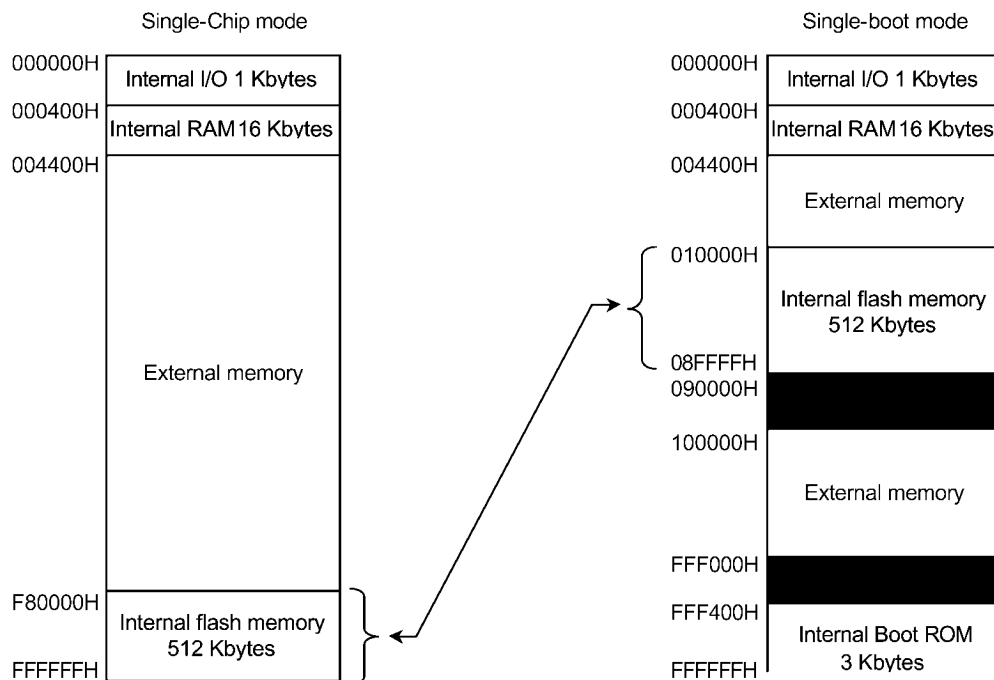 Single-Chip mode
000000H
Internal I/O 1 Kbytes
000400H
Internal RAM 16 Kbytes
004400H
External memory
F80000H
Internal flash memory
512 Kbytes
FFFFFFH
Single-boot mode
000000H
Internal I/O 1 Kbytes
000400H
Internal RAM 16 Kbytes
004400H
External memory
010000H
Internal flash memory
512 Kbytes
08FFFFH
090000H
100000H
External memory
FFF000H
FFF400H
Internal Boot ROM
3 Kbytes
FFFFFFH